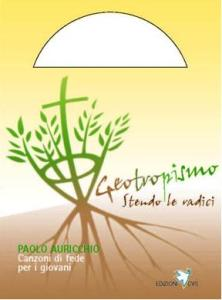 Geotropismo
Stendo le radici
PAOLO AURICCHIO
Canzoni di fede
per i giovani
EDIZIONI CVS